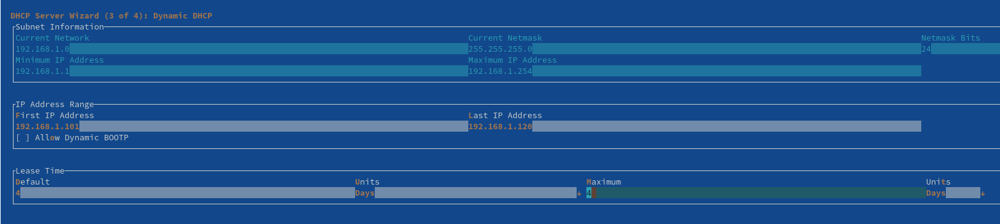 DHCP Server Wizard (3 of 4): Dynamic DHCP
Subnet Information
Current Network Current Netmask Netmask Bits
192.168.1.0 255.255.255.0 24
Minimum IP Address Maximum IP Address
192.168.1.1 192.168.1.254
IP Address Range
First IP Address Last IP Address
192.168.1.101 192.168.1.120
[ ] Allow Dynamic BOOTP
Lease Time
Default Units Maximum Units
4 Days↓ 4 Days↓